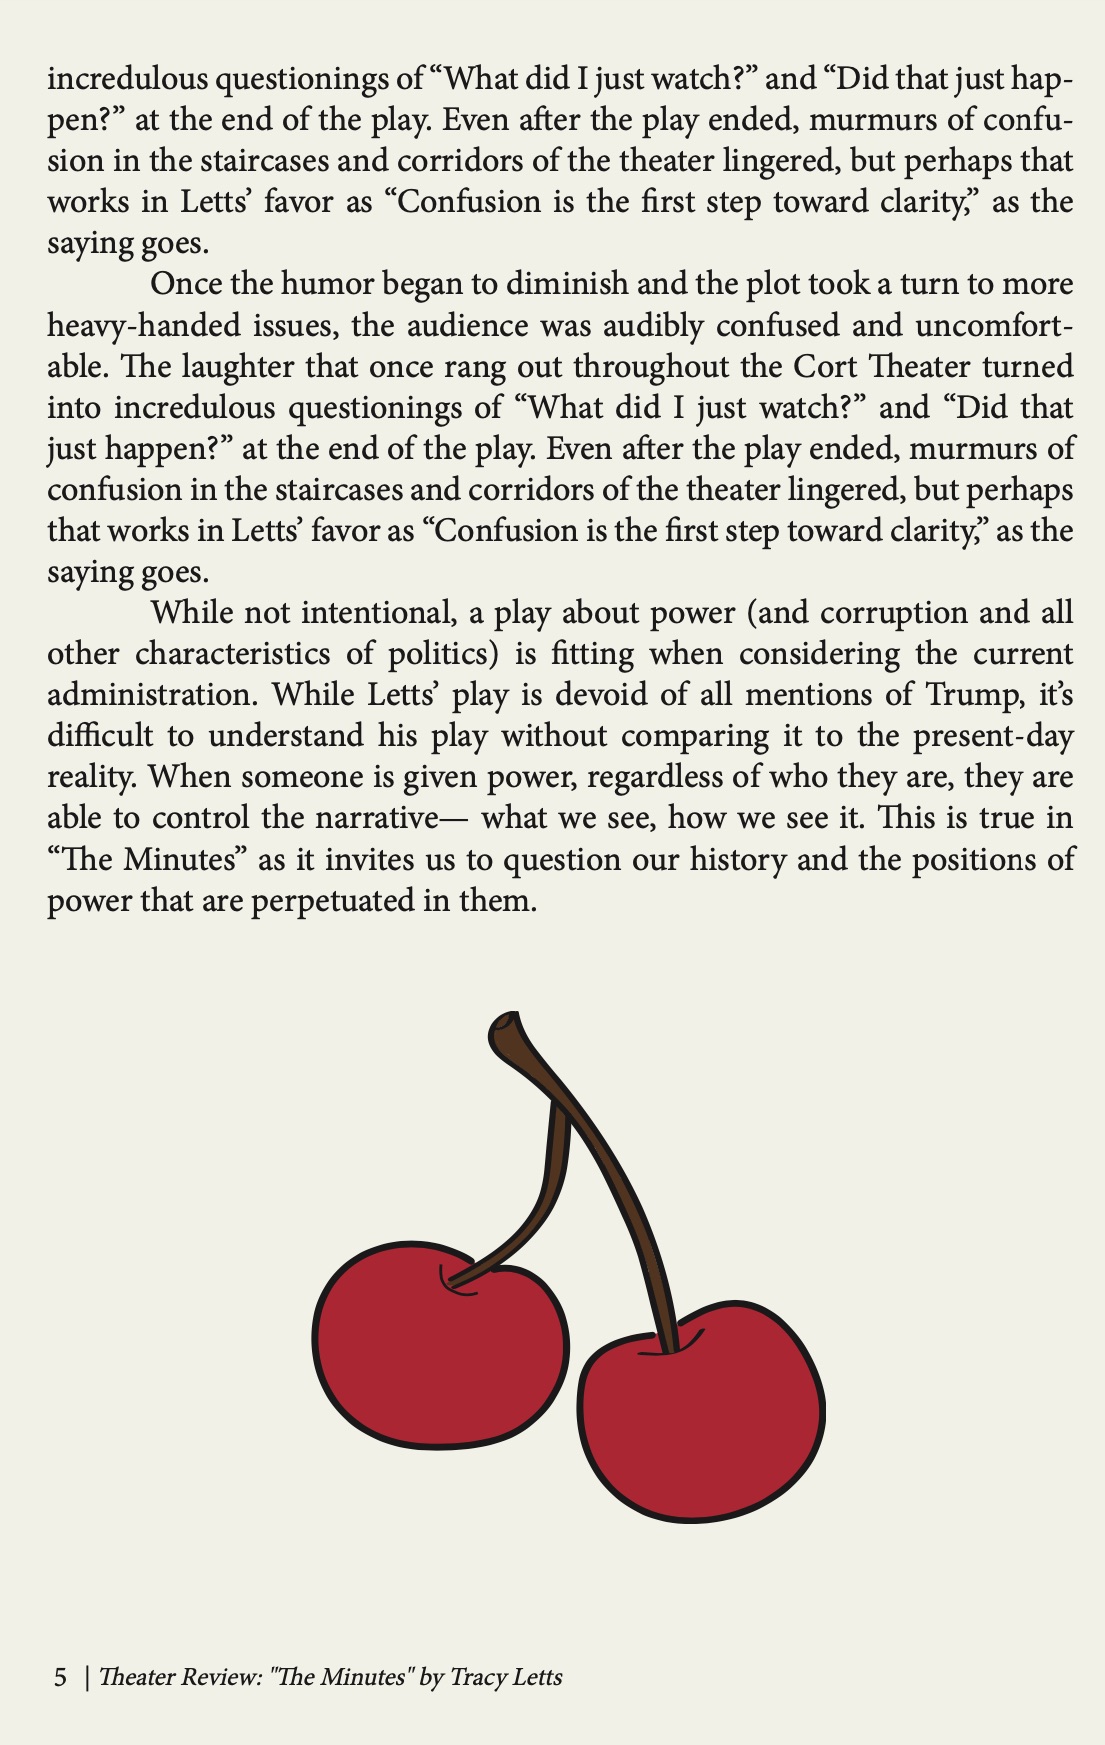 incredulous questionings of “What did I just watch?” and “Did that just hap-
pen?” at the end of the play. Even after the play ended, murmurs of confu-
sion in the staircases and corridors of the theater lingered, but perhaps that
works in Letts’ favor as “Confusion is the first step toward clarity,” as the
saying goes.
Once the humor began to diminish and the plot took a turn to more
heavy-handed issues, the audience was audibly confused and uncomfort-
able. The laughter that once rang out throughout the Cort Theater turned
into incredulous questionings of “What did I just watch?” and “Did that
just happen?” at the end of the play. Even after the play ended, murmurs of
confusion in the staircases and corridors of the theater lingered, but perhaps
that works in Letts’ favor as “Confusion is the first step toward clarity,” as the
saying goes.
While not intentional, a play about power (and corruption and all
other characteristics of politics) is fitting when considering the current
administration. While Letts’ play is devoid of all mentions of Trump, it’s
difficult to understand his play without comparing it to the present-day
reality. When someone is given power, regardless of who they are, they are
able to control the narrative— what we see, how we see it. This is true in
“The Minutes” as it invites us to question our history and the positions of
power that are perpetuated in them.
5 | Theater Review: "The Minutes" by Tracy Letts